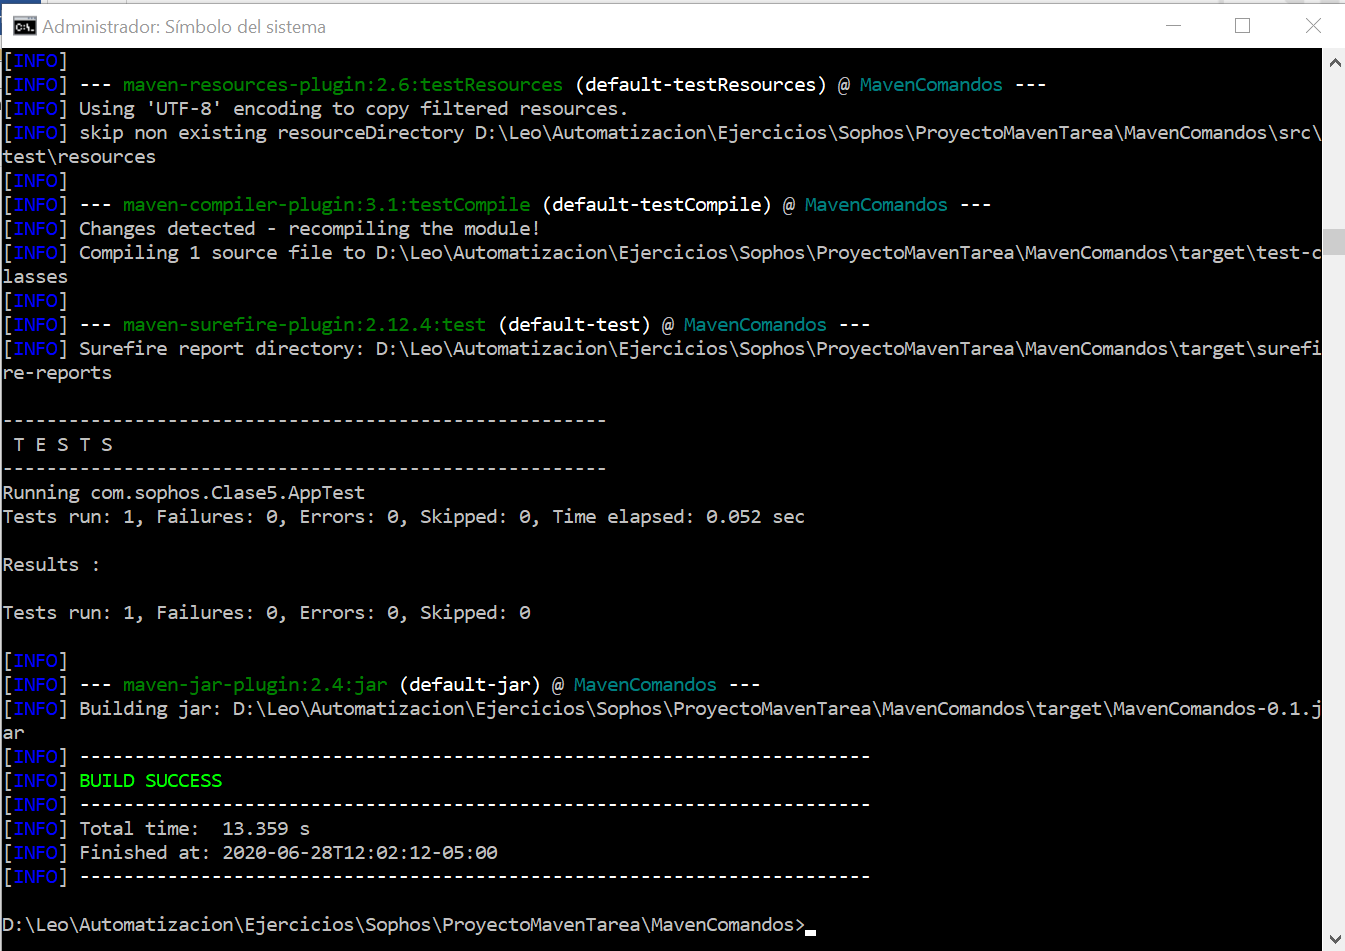 Administrador: Símbolo del sistema
[INFO]
[INFO] --- maven-resources-plugin:2.6:testResources (default-testResources) @ MavenComandos ---
[INFO] Using 'UTF-8' encoding to copy filtered resources.
[INFO] skip non existing resourceDirectory D:\Leo\Automatizacion\Ejercicios\Sophos\ProyectoMavenTarea\MavenComandos\src\
test\resources
[INFO]
[INFO] --- maven-compiler-plugin:3.1:testCompile (default-testCompile) @ MavenComandos ---
[INFO] Changes detected - recompiling the module!
[INFO] Compiling 1 source file to D:\Leo\Automatizacion\Ejercicios\Sophos\ProyectoMavenTarea\MavenComandos\target\test-c
lasses
[INFO]
[INFO] --- maven-surefire-plugin:2.12.4:test (default-test) @ MavenComandos ---
[INFO] Surefire report directory: D:\Leo\Automatizacion\Ejercicios\Sophos\ProyectoMavenTarea\MavenComandos\target\surefi
re-reports
-------------------------------------------------------
T E S T S
-------------------------------------------------------
Running com.sophos.Clase5.AppTest
Tests run: 1, Failures: 0, Errors: 0, Skipped: 0, Time elapsed: 0.052 sec
Results :
Tests run: 1, Failures: 0, Errors: 0, Skipped: 0
[INFO]
[INFO] --- maven-jar-plugin:2.4:jar (default-jar) @ MavenComandos ---
[INFO] Building jar: D:\Leo\Automatizacion\Ejercicios\Sophos\ProyectoMavenTarea\MavenComandos\target\MavenComandos-0.1.j
ar
[INFO] ------------------------------------------------------------------------
[INFO] BUILD SUCCESS
[INFO] ------------------------------------------------------------------------
[INFO] Total time:  13.359 s
[INFO] Finished at: 2020-06-28T12:02:12-05:00
[INFO] ------------------------------------------------------------------------
D:\Leo\Automatizacion\Ejercicios\Sophos\ProyectoMavenTarea\MavenComandos>